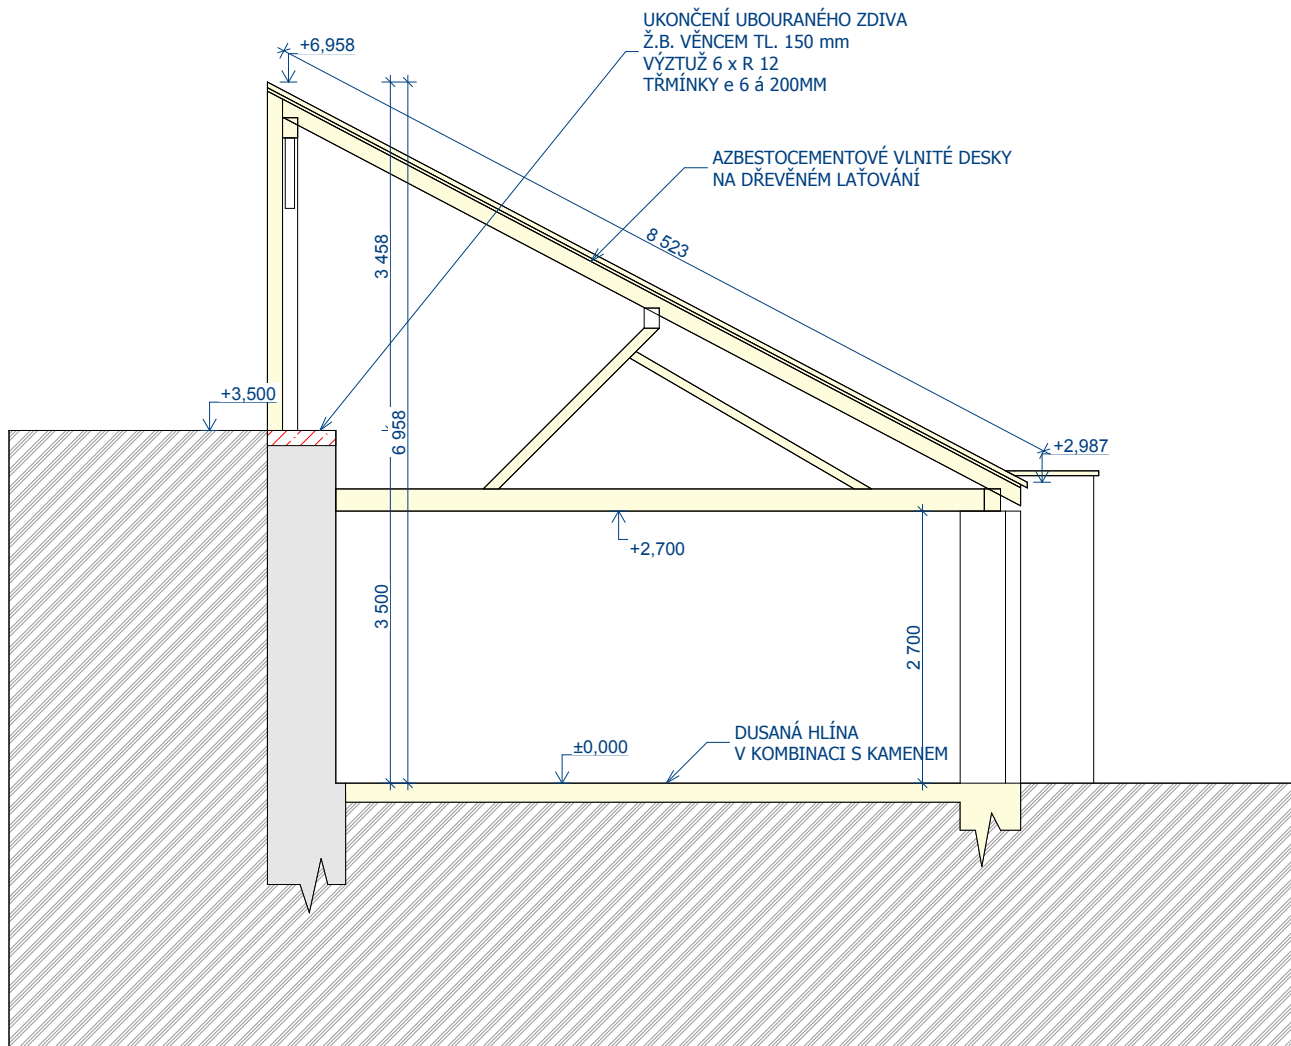 UKONČENÍ UBOURANÉHO ZDIVA
Ž.B. VĚNCEM TL. 150 mm
VÝZTUŽ 6 x R 12
TŘMÍNKY e 6 á 200MM
+6,958
AZBESTOCEMENTOVÉ VLNITÉ DESKY
NA DŘEVĚNÉM LAŤOVÁNÍ
8 523
3 458
+3,500
6 958
+2,987
+2,700
3 500
2 700
±0,000
DUSANÁ HLÍNA
V KOMBINACI S KAMENEM